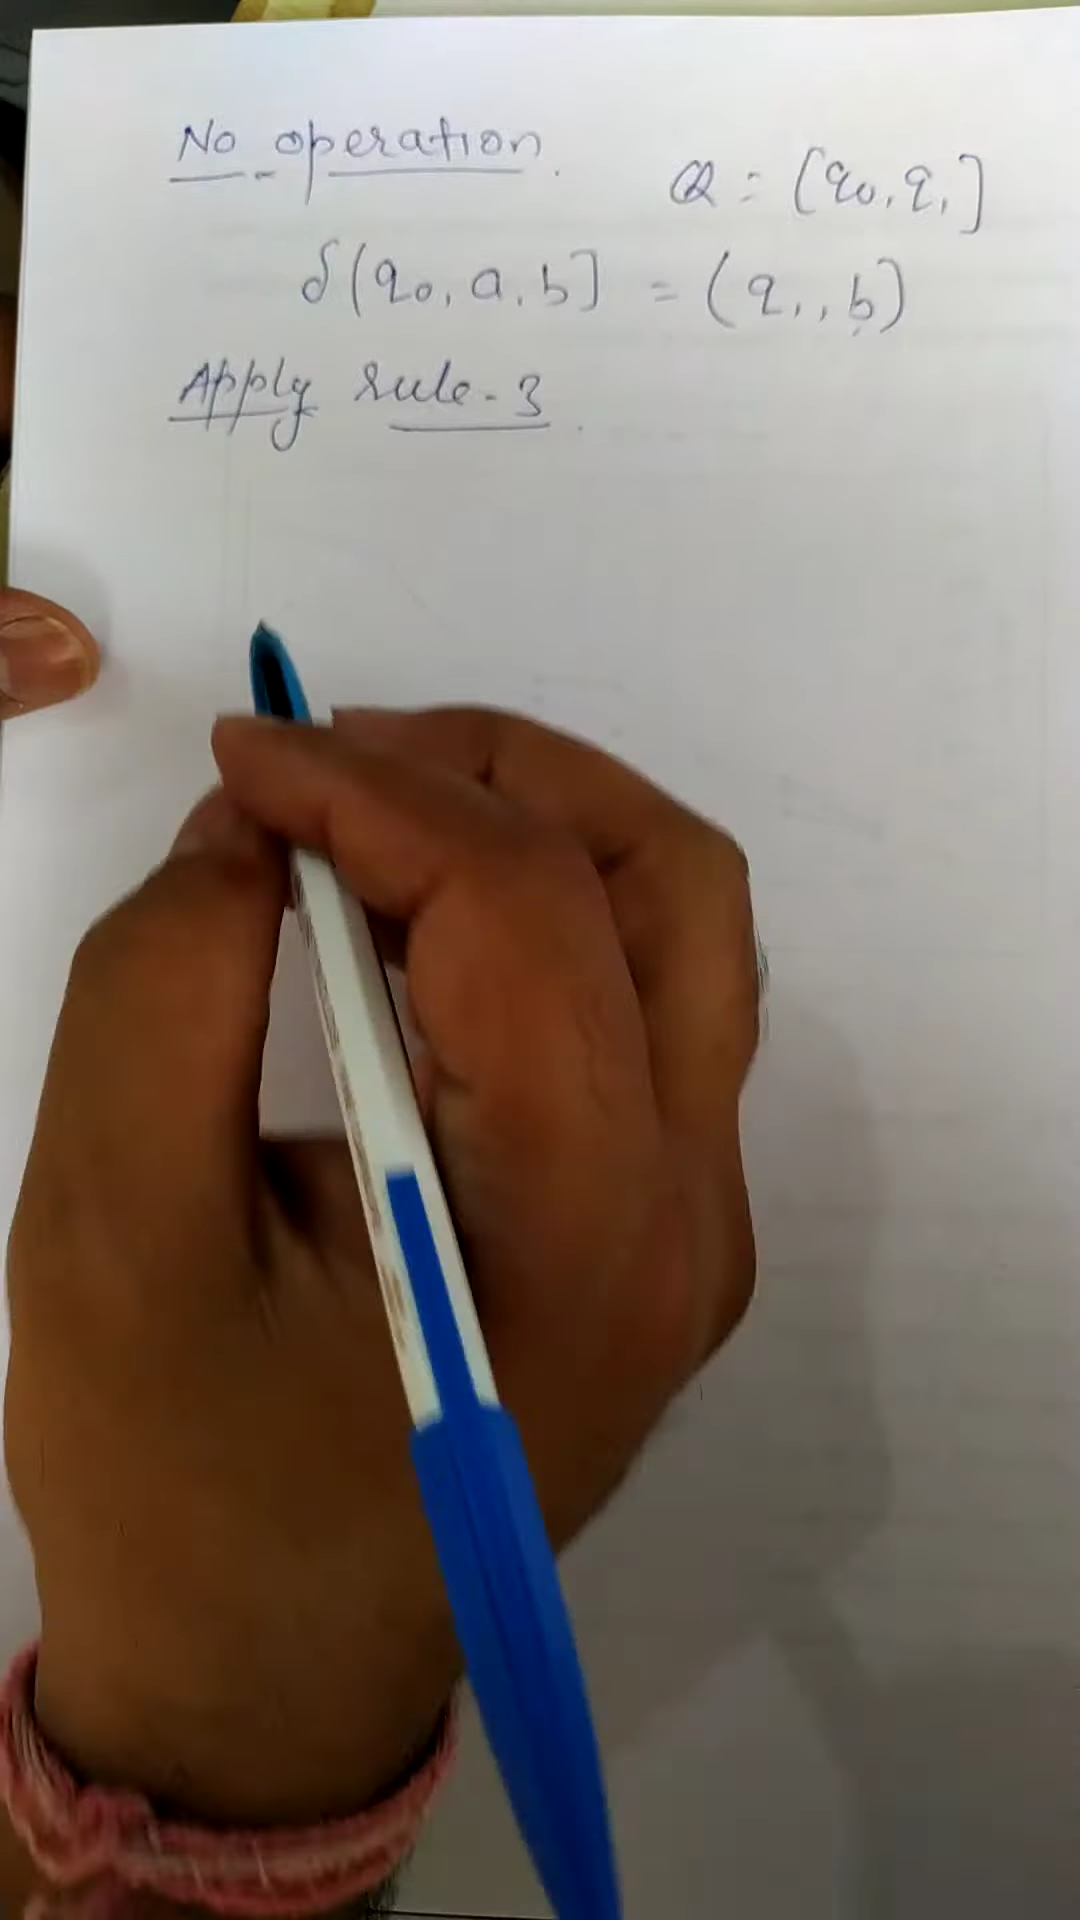 No operation.
Q = [q₀, q₁]
δ(q₀, a, b] = (q₁, , b)
Apply rule-3.